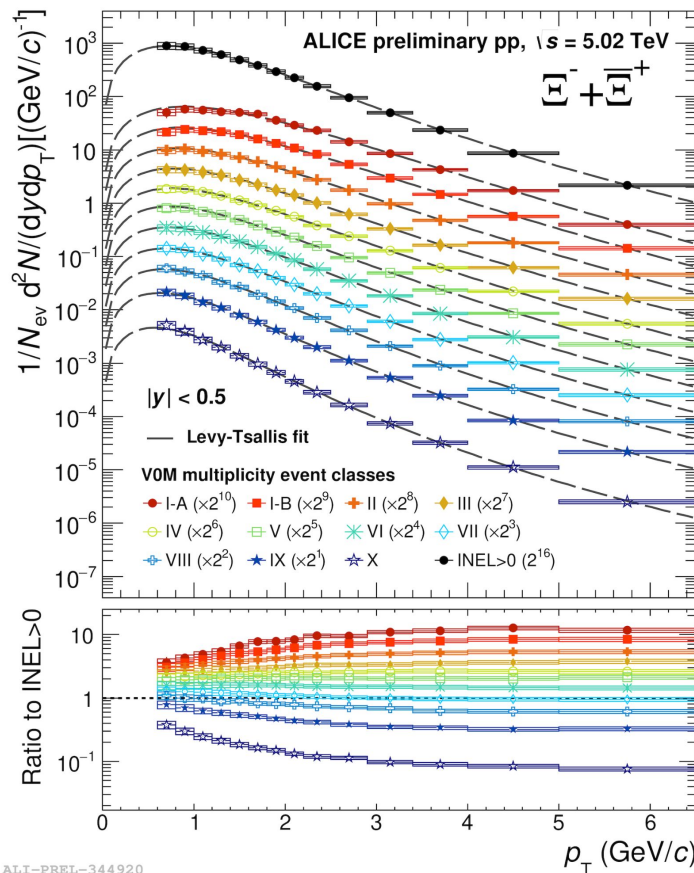 ALICE preliminary pp, √s = 5.02 TeV
Ξ⁻+Ξ̅⁺
1/N_ev d²N/(dydp_T)[(GeV/c)⁻¹]
10³
10²
10
1
10⁻¹
10⁻²
10⁻³
10⁻⁴
10⁻⁵
10⁻⁶
10⁻⁷
|y| < 0.5
Levy-Tsallis fit
V0M multiplicity event classes
I-A (×2¹⁰) I-B (×2⁹) II (×2⁸) III (×2⁷)
IV (×2⁶) V (×2⁵) VI (×2⁴) VII (×2³)
VIII (×2²) IX (×2¹) X INEL>0 (2¹⁶)
Ratio to INEL>0
10
1
10⁻¹
0 1 2 3 4 5 6
p_T (GeV/c)
ALI-PREL-344920